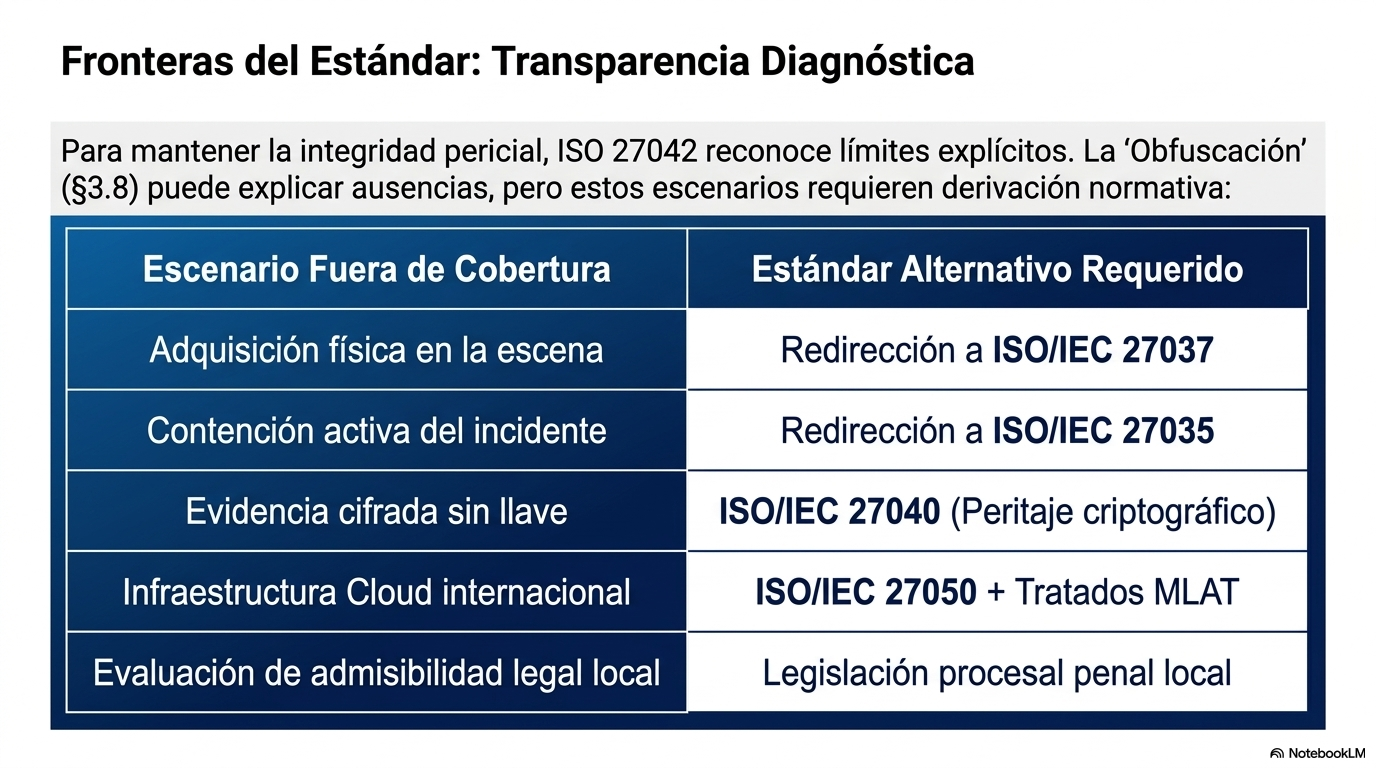 Fronteras del Estándar: Transparencia Diagnóstica
Para mantener la integridad pericial, ISO 27042 reconoce límites explícitos. La ‘Obfuscación’
(§3.8) puede explicar ausencias, pero estos escenarios requieren derivación normativa:
Escenario Fuera de Cobertura
Estándar Alternativo Requerido
Adquisición física en la escena
Redirección a ISO/IEC 27037
Contención activa del incidente
Redirección a ISO/IEC 27035
Evidencia cifrada sin llave
ISO/IEC 27040 (Peritaje criptográfico)
Infraestructura Cloud internacional
ISO/IEC 27050 + Tratados MLAT
Evaluación de admisibilidad legal local
Legislación procesal penal local
NotebookLM